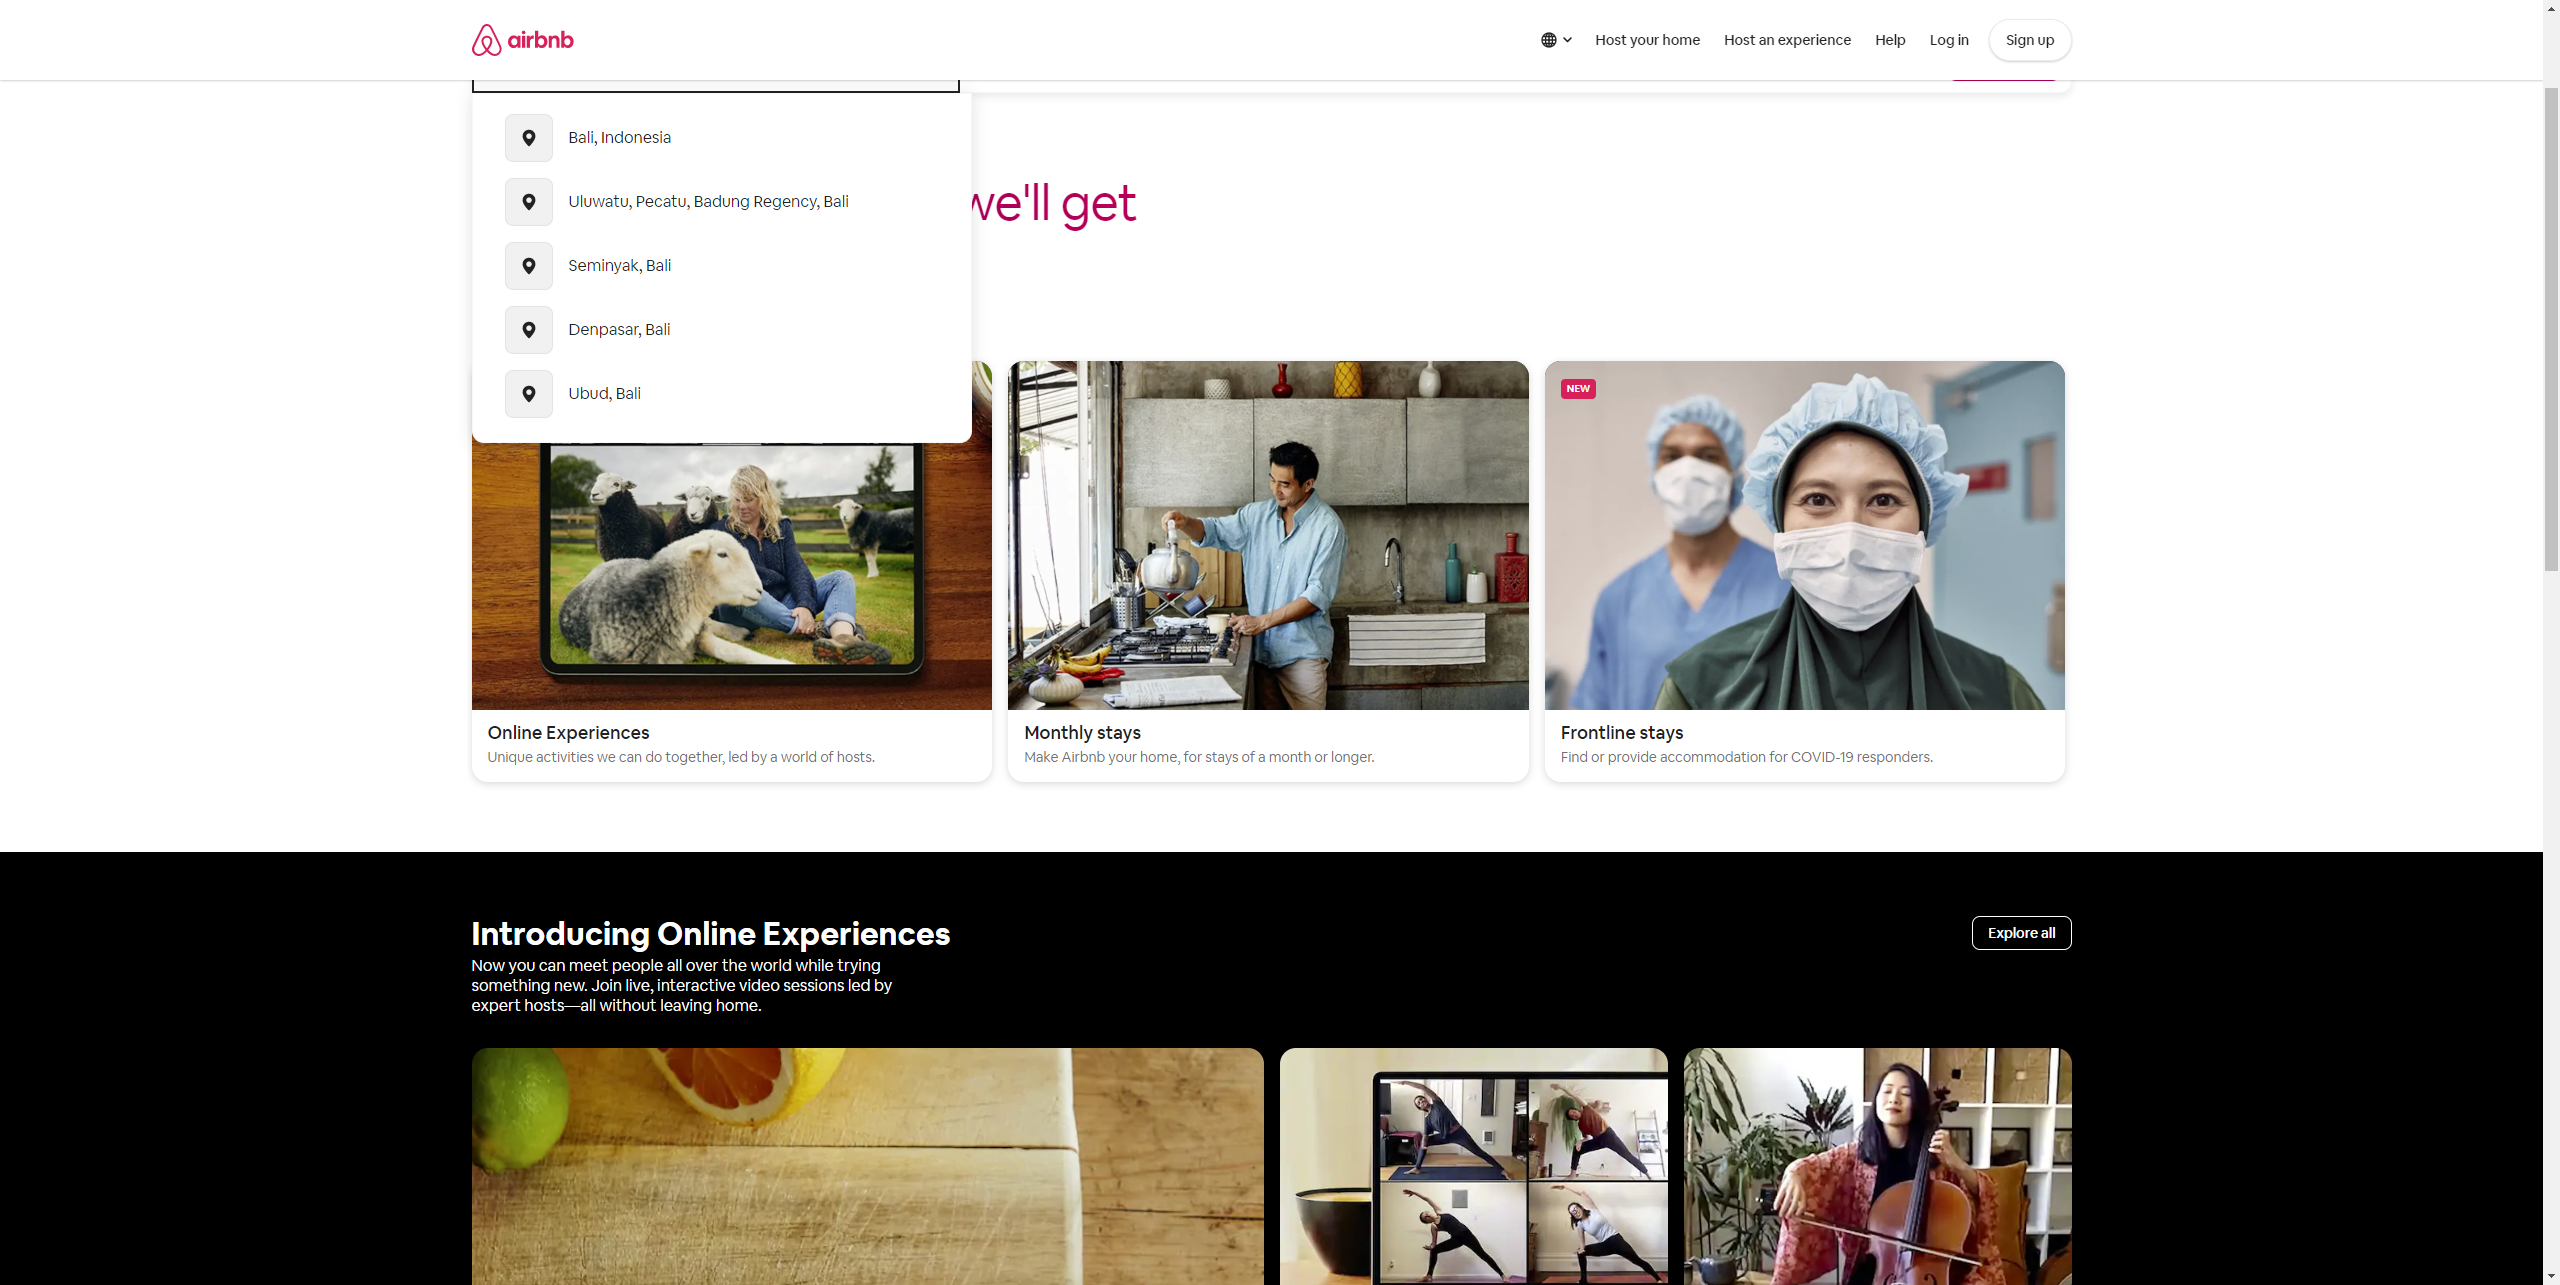 airbnb
Host your home
Host an experience
Help
Log in
Sign up
Bali, Indonesia
Uluwatu, Pecatu, Badung Regency, Bali
Seminyak, Bali
Denpasar, Bali
Ubud, Bali
we'll get
NEW
Online Experiences
Unique activities we can do together, led by a world of hosts.
Monthly stays
Make Airbnb your home, for stays of a month or longer.
Frontline stays
Find or provide accommodation for COVID-19 responders.
Introducing Online Experiences
Explore all
Now you can meet people all over the world while trying
something new. Join live, interactive video sessions led by
expert hosts—all without leaving home.